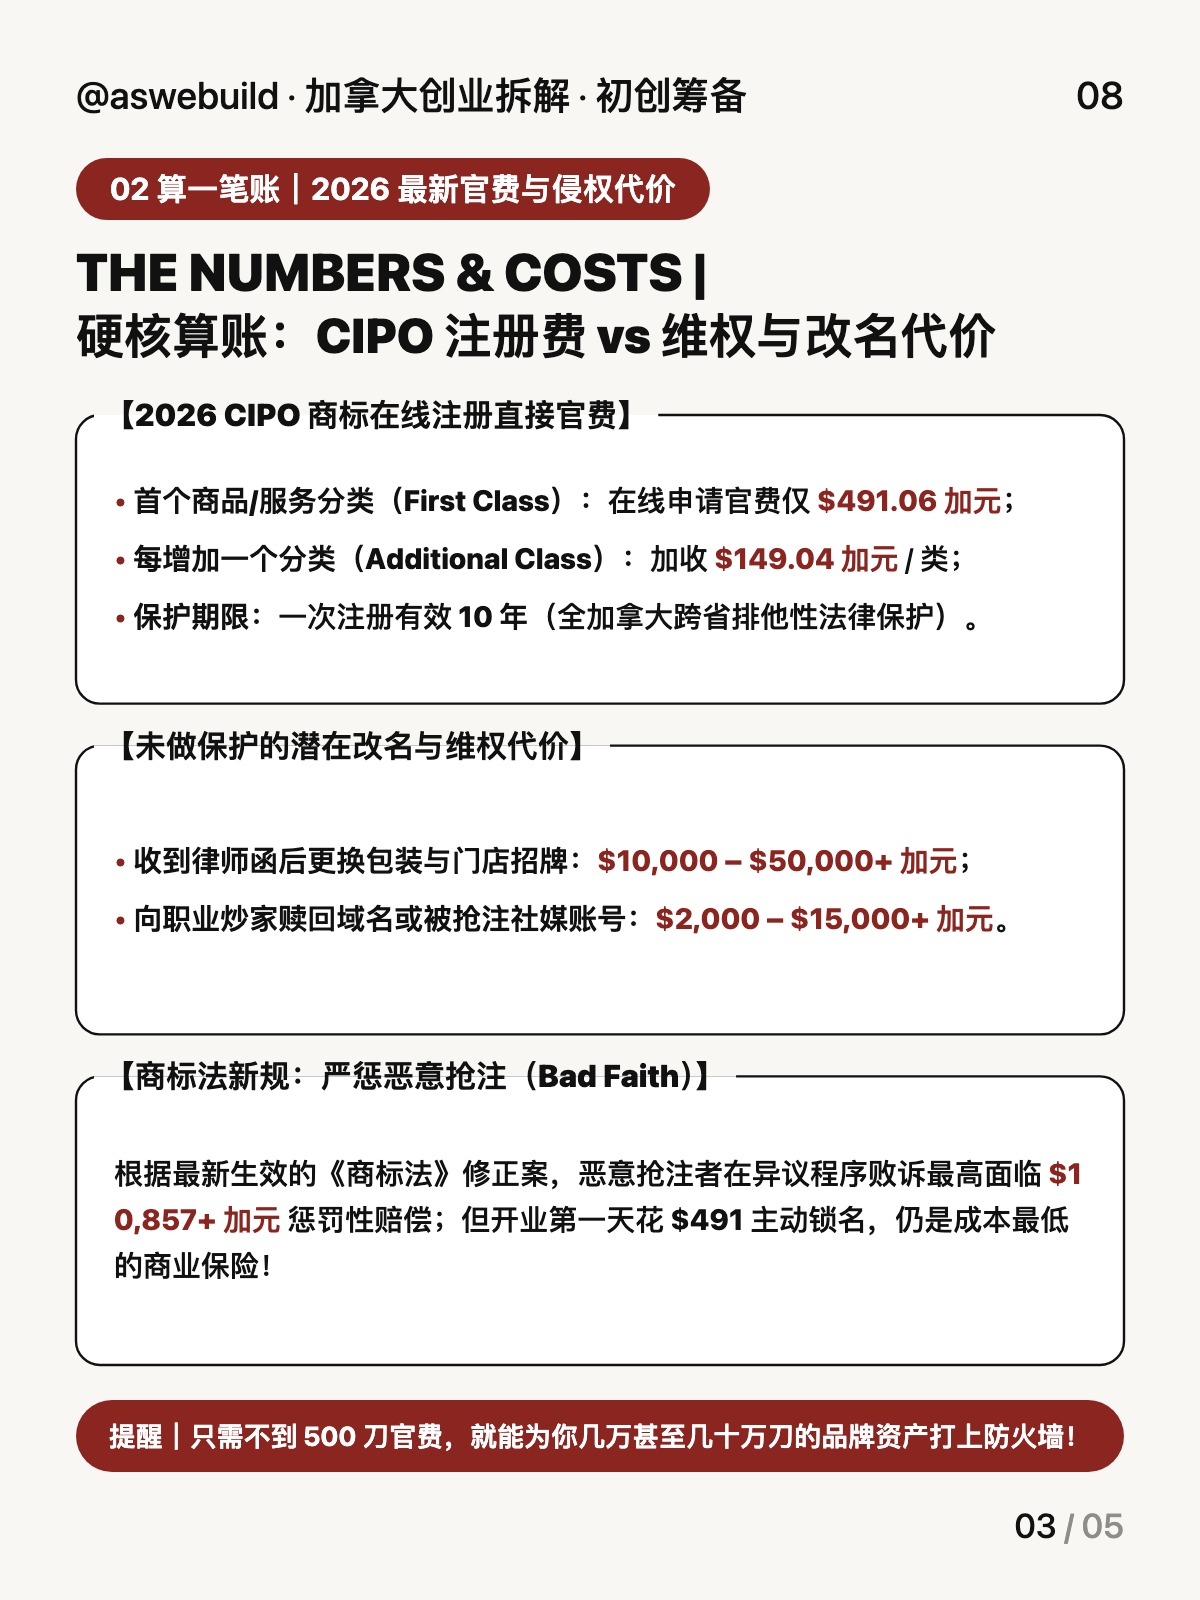 @aswebuild · 加拿大创业拆解 · 初创筹备
08
02 算一笔账｜2026 最新官费与侵权代价
THE NUMBERS & COSTS |
硬核算账：CIPO 注册费 vs 维权与改名代价
【2026 CIPO 商标在线注册直接官费】
• 首个商品/服务分类（First Class）：在线申请官费仅 $491.06 加元；
• 每增加一个分类（Additional Class）：加收 $149.04 加元 / 类；
• 保护期限：一次注册有效 10 年（全加拿大跨省排他性法律保护）。
【未做保护的潜在改名与维权代价】
• 收到律师函后更换包装与门店招牌：$10,000 – $50,000+ 加元；
• 向职业炒家赎回域名或被抢注社媒账号：$2,000 – $15,000+ 加元。
【商标法新规：严惩恶意抢注（Bad Faith）】
根据最新生效的《商标法》修正案，恶意抢注者在异议程序败诉最高面临 $1
0,857+ 加元 惩罚性赔偿；但开业第一天花 $491 主动锁名，仍是成本最低
的商业保险！
提醒｜只需不到 500 刀官费，就能为你几万甚至几十万刀的品牌资产打上防火墙！
03 / 05